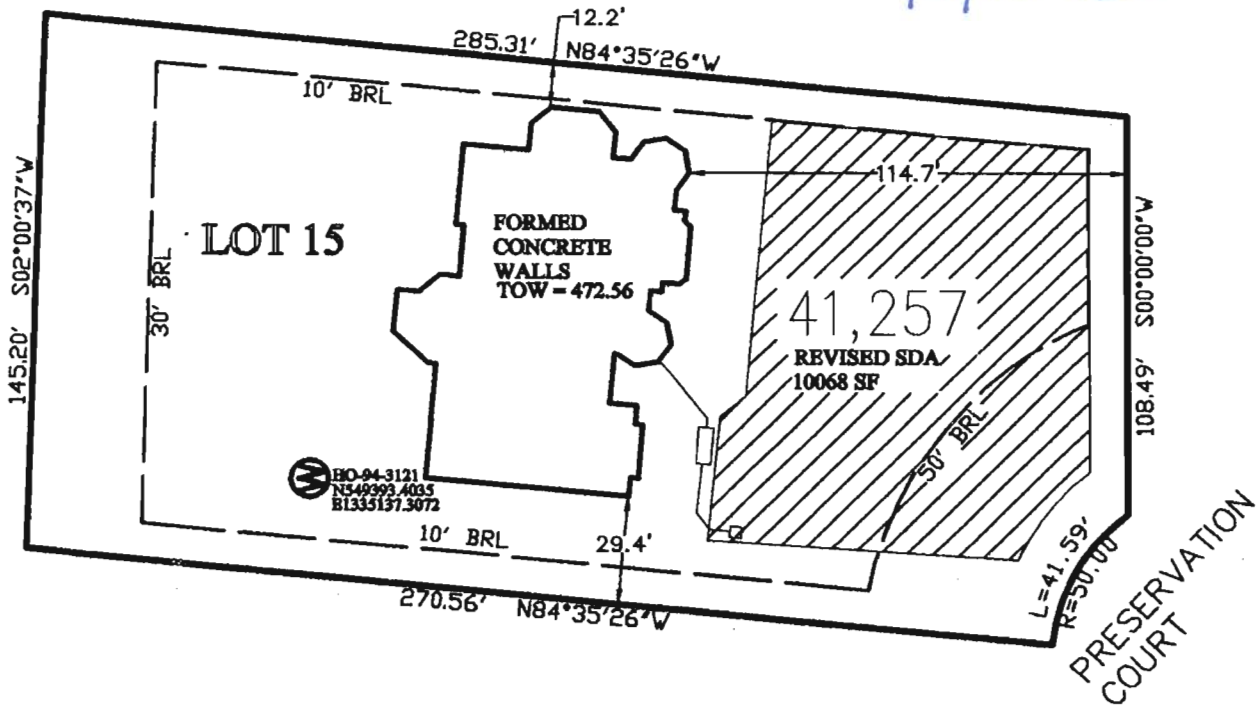 12.2'
285.31' N84°35'26"W
10' BRL
114.7'
145.20' S02°00'37"W
LOT 15
30' BRL
FORMED
CONCRETE
WALLS
TOW = 472.56
41,257
REVISED SDA
10068 SF
108.49' S00°00'00"W
50' BRL
HO-94-3121
N549393.4035
E1335137.3072
10' BRL
29.4'
270.56' N84°35'26"W
L=41.59'
R=50.00
PRESERVATION
COURT